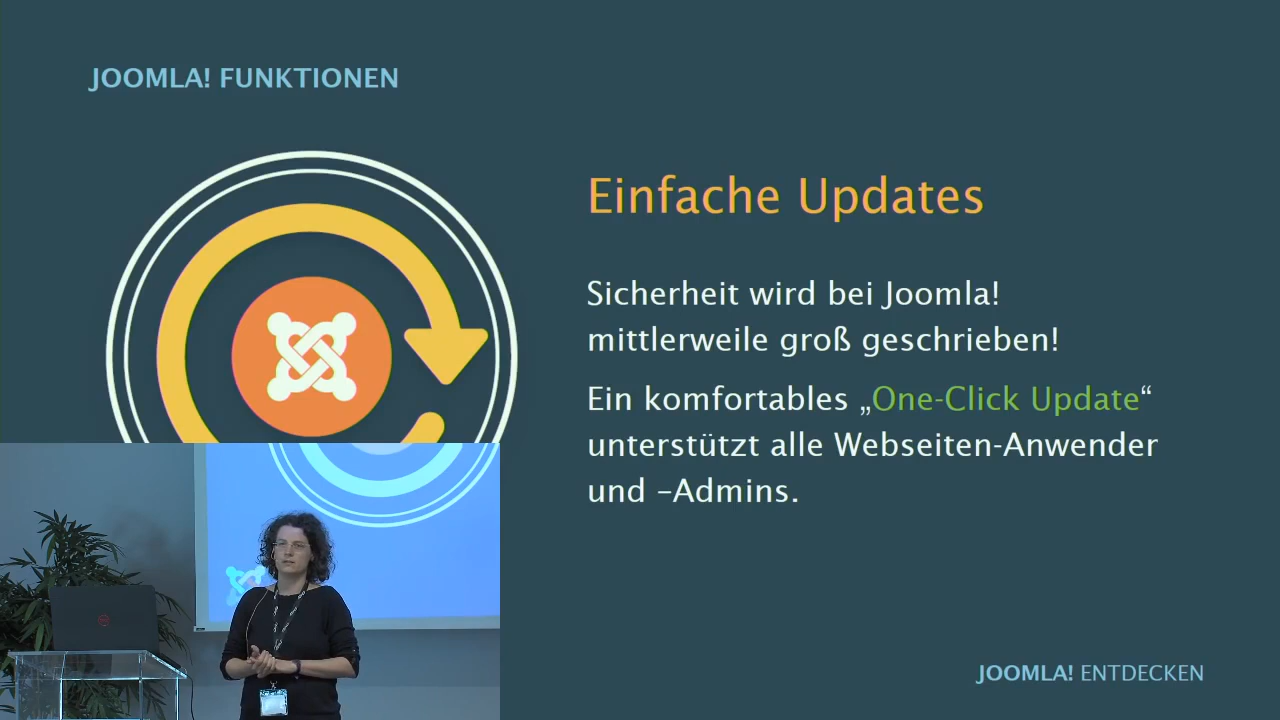 JOOMLA! FUNKTIONEN
Einfache Updates
Sicherheit wird bei Joomla!
mittlerweile groß geschrieben!
Ein komfortables „One-Click Update“
unterstützt alle Webseiten-Anwender
und –Admins.
JOOMLA! ENTDECKEN